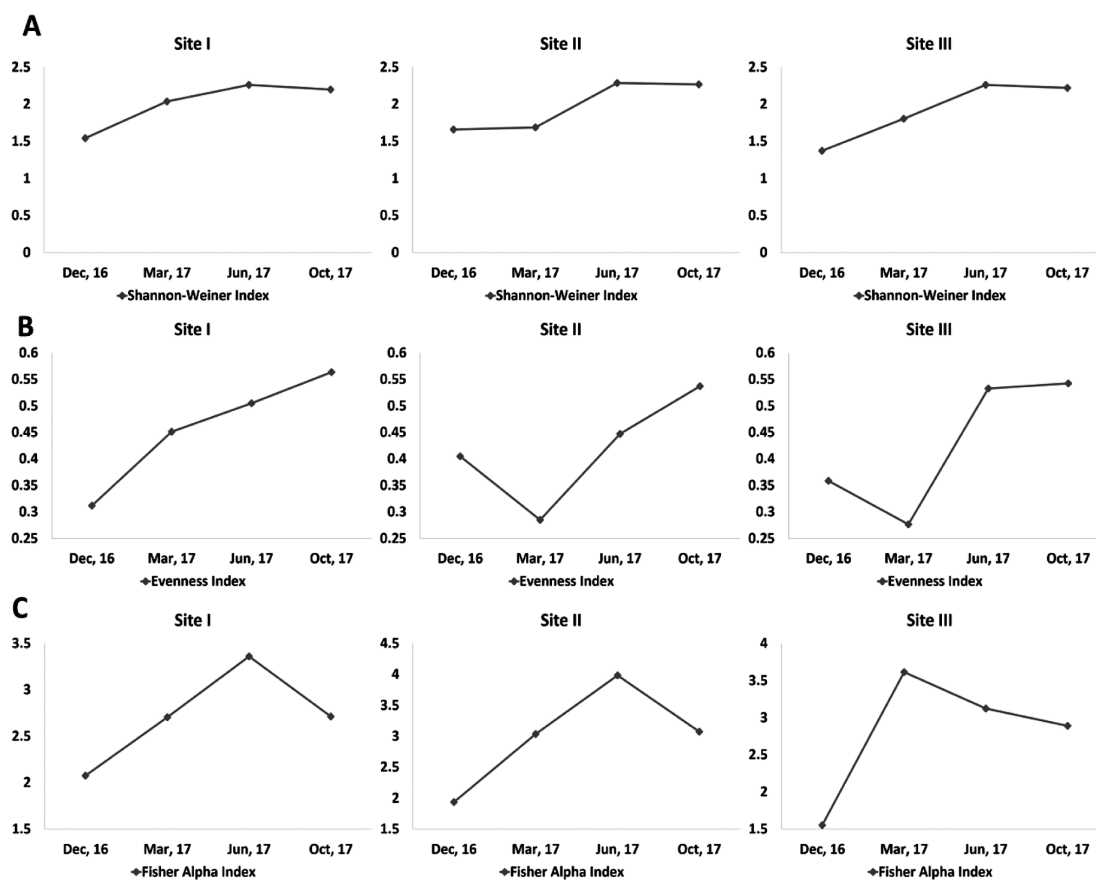 A
Site I
2.5
2
1.5
1
0.5
0
Dec, 16 Mar, 17 Jun, 17 Oct, 17
Shannon-Weiner Index
Site II
2.5
2
1.5
1
0.5
0
Dec, 16 Mar, 17 Jun, 17 Oct, 17
Shannon-Weiner Index
Site III
2.5
2
1.5
1
0.5
0
Dec, 16 Mar, 17 Jun, 17 Oct, 17
Shannon-Weiner Index
B
Site I
0.6
0.55
0.5
0.45
0.4
0.35
0.3
0.25
Dec, 16 Mar, 17 Jun, 17 Oct, 17
Evenness Index
Site II
0.6
0.55
0.5
0.45
0.4
0.35
0.3
0.25
Dec, 16 Mar, 17 Jun, 17 Oct, 17
Evenness Index
Site III
0.6
0.55
0.5
0.45
0.4
0.35
0.3
0.25
Dec, 16 Mar, 17 Jun, 17 Oct, 17
Evenness Index
C
Site I
3.5
3
2.5
2
1.5
Dec, 16 Mar, 17 Jun, 17 Oct, 17
Fisher Alpha Index
Site II
4.5
4
3.5
3
2.5
2
1.5
Dec, 16 Mar, 17 Jun, 17 Oct, 17
Fisher Alpha Index
Site III
4
3.5
3
2.5
2
1.5
Dec, 16 Mar, 17 Jun, 17 Oct, 17
Fisher Alpha Index